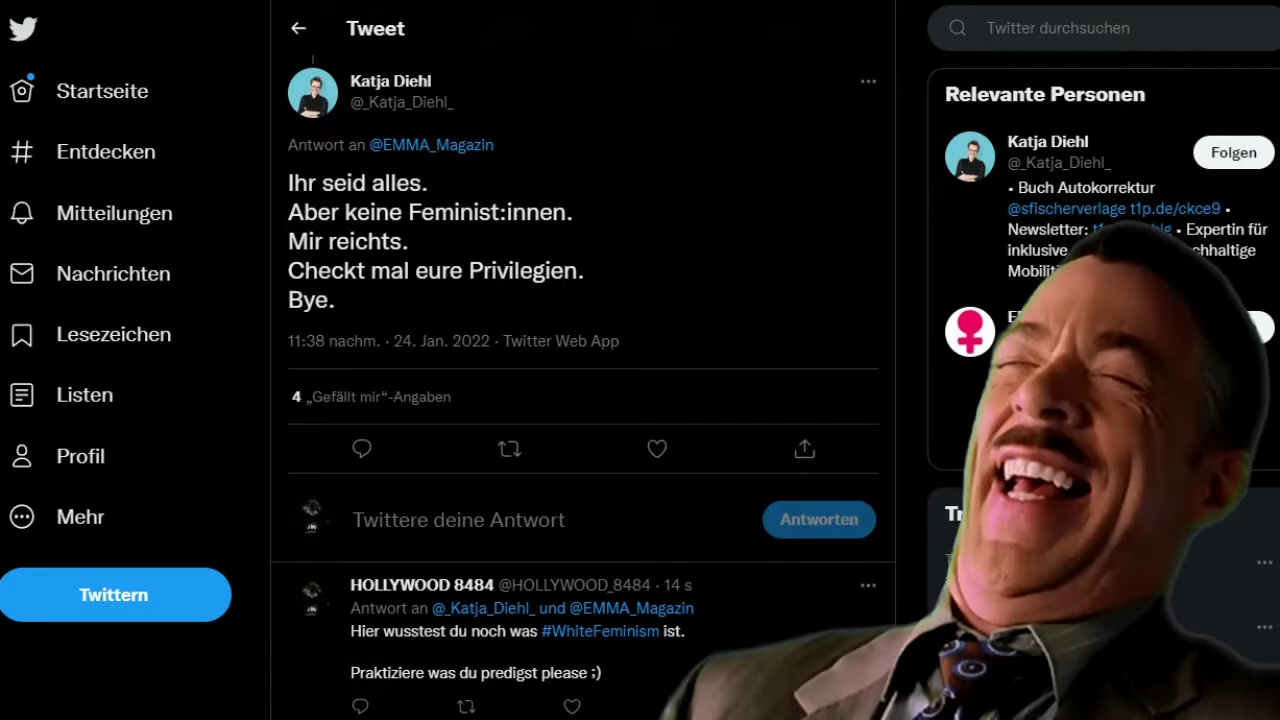 Startseite
Entdecken
Mitteilungen
Nachrichten
Lesezeichen
Listen
Profil
Mehr
Twittern
Tweet
Katja Diehl
@_Katja_Diehl_
Antwort an @EMMA_Magazin
Ihr seid alles.
Aber keine Feminist:innen.
Mir reichts.
Checkt mal eure Privilegien.
Bye.
11:38 nachm. · 24. Jan. 2022 · Twitter Web App
4 „Gefällt mir“-Angaben
Twittere deine Antwort
Antworten
HOLLYWOOD 8484 @HOLLYWOOD_8484 · 14 s
Antwort an @_Katja_Diehl_ und @EMMA_Magazin
Hier wusstest du noch was #WhiteFeminism ist.
Praktiziere was du predigst please ;)
Twitter durchsuchen
Relevante Personen
Katja Diehl
@_Katja_Diehl_
Folgen
• Buch Autokorrektur
@sfischerverlage t1p.de/ckce9 •
Newsletter: • Expertin für
inklusive